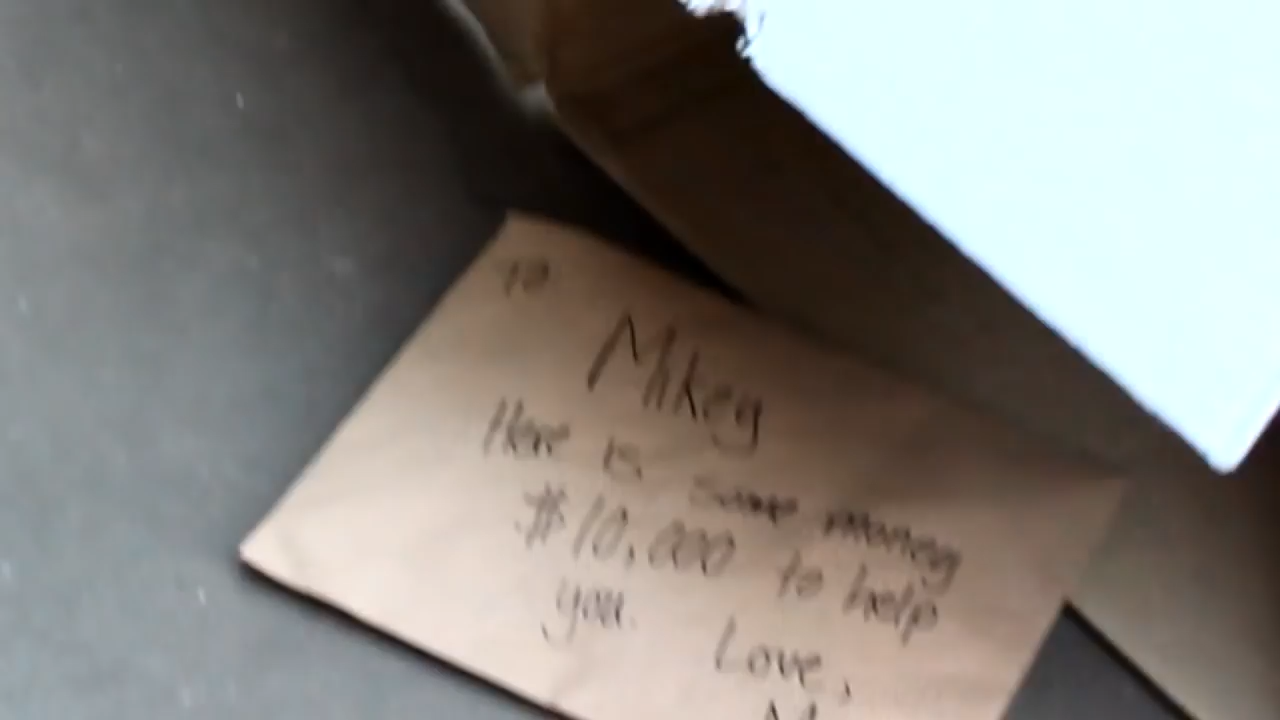 To
Mikey
Here is some money
$10,000 to help
you. Love,
M